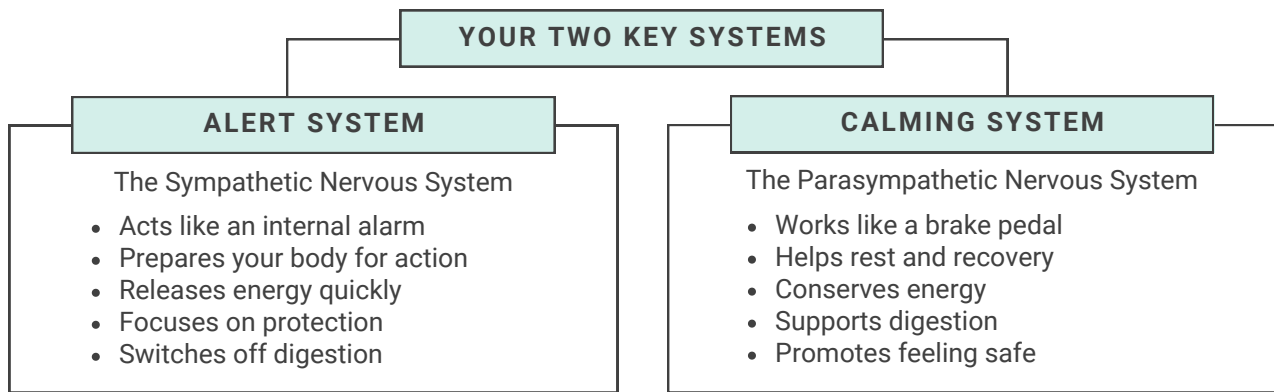 YOUR TWO KEY SYSTEMS
ALERT SYSTEM
The Sympathetic Nervous System
• Acts like an internal alarm
• Prepares your body for action
• Releases energy quickly
• Focuses on protection
• Switches off digestion
CALMING SYSTEM
The Parasympathetic Nervous System
• Works like a brake pedal
• Helps rest and recovery
• Conserves energy
• Supports digestion
• Promotes feeling safe